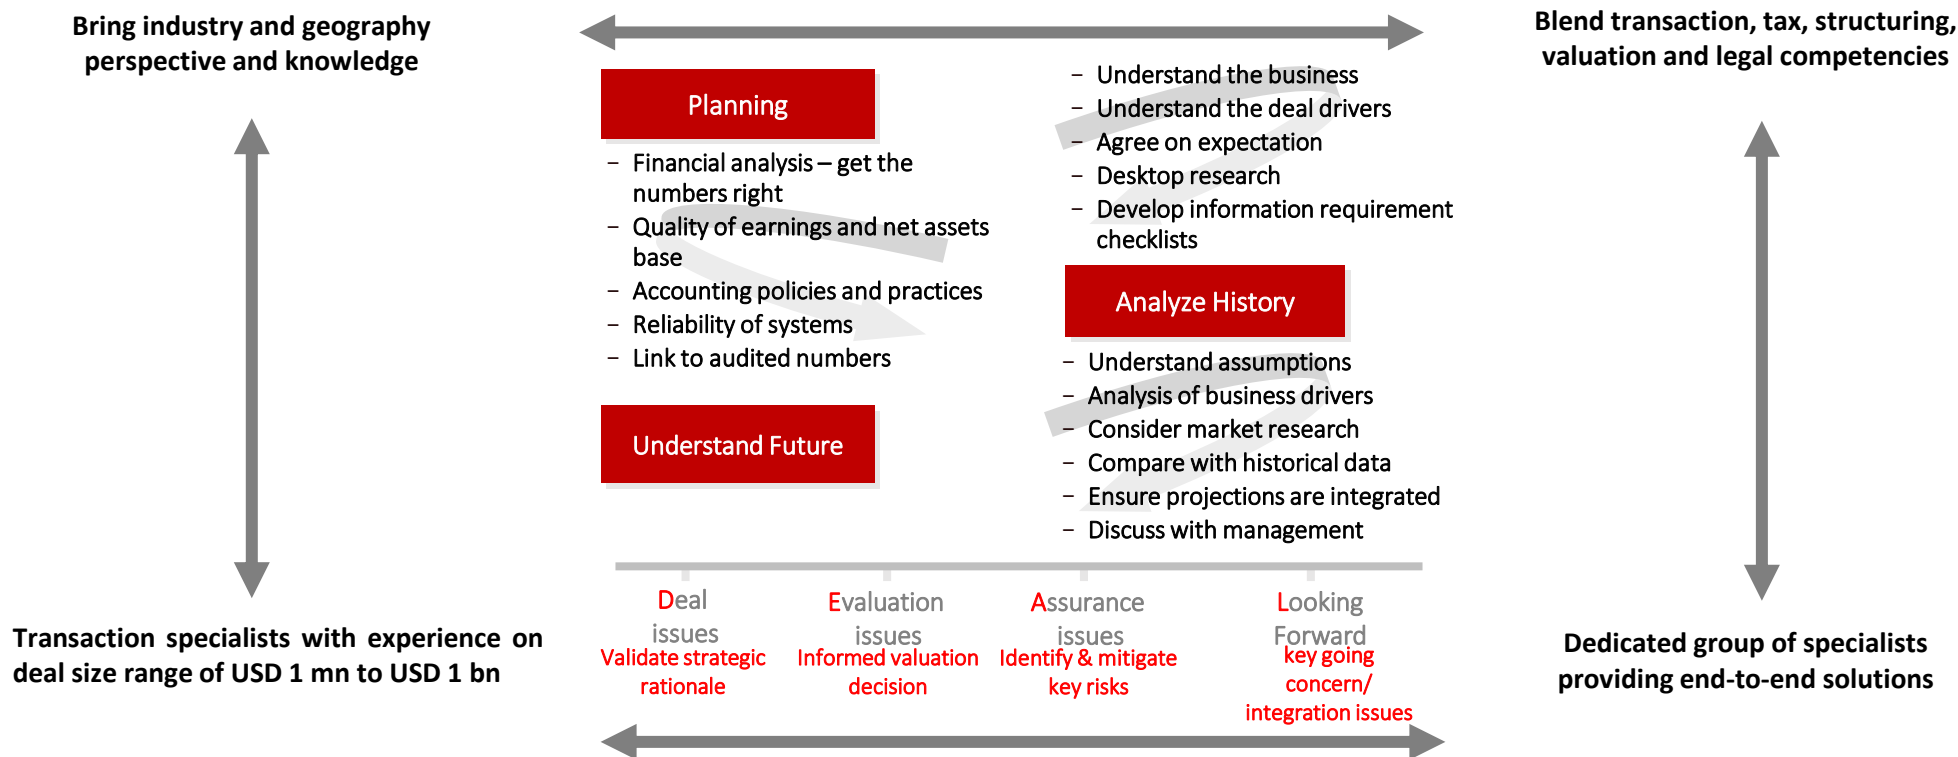 Bring industry and geography
perspective and knowledge
Blend transaction, tax, structuring,
valuation and legal competencies
Planning
– Understand the business
– Understand the deal drivers
– Agree on expectation
– Desktop research
– Develop information requirement
checklists
– Financial analysis – get the
numbers right
– Quality of earnings and net assets
base
– Accounting policies and practices
– Reliability of systems
– Link to audited numbers
Analyze History
Understand Future
– Understand assumptions
– Analysis of business drivers
– Consider market research
– Compare with historical data
– Ensure projections are integrated
– Discuss with management
Transaction specialists with experience on
deal size range of USD 1 mn to USD 1 bn
Deal
issues
Validate strategic
rationale
Evaluation
issues
Informed valuation
decision
Assurance
issues
Identify & mitigate
key risks
Looking
Forward
key going
concern/
integration issues
Dedicated group of specialists
providing end-to-end solutions